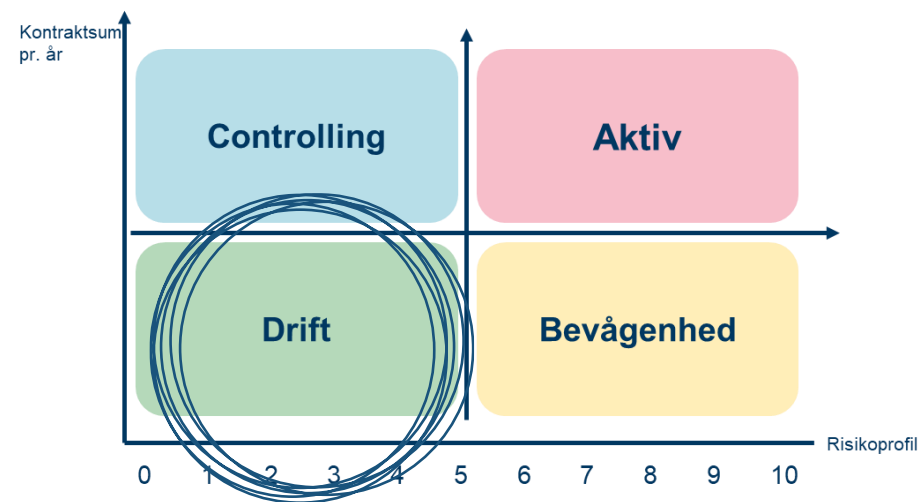 Kontraktsum
pr. år
Controlling
Aktiv
Drift
Bevågenhed
Risikoprofil
0 1 2 3 4 5 6 7 8 9 10